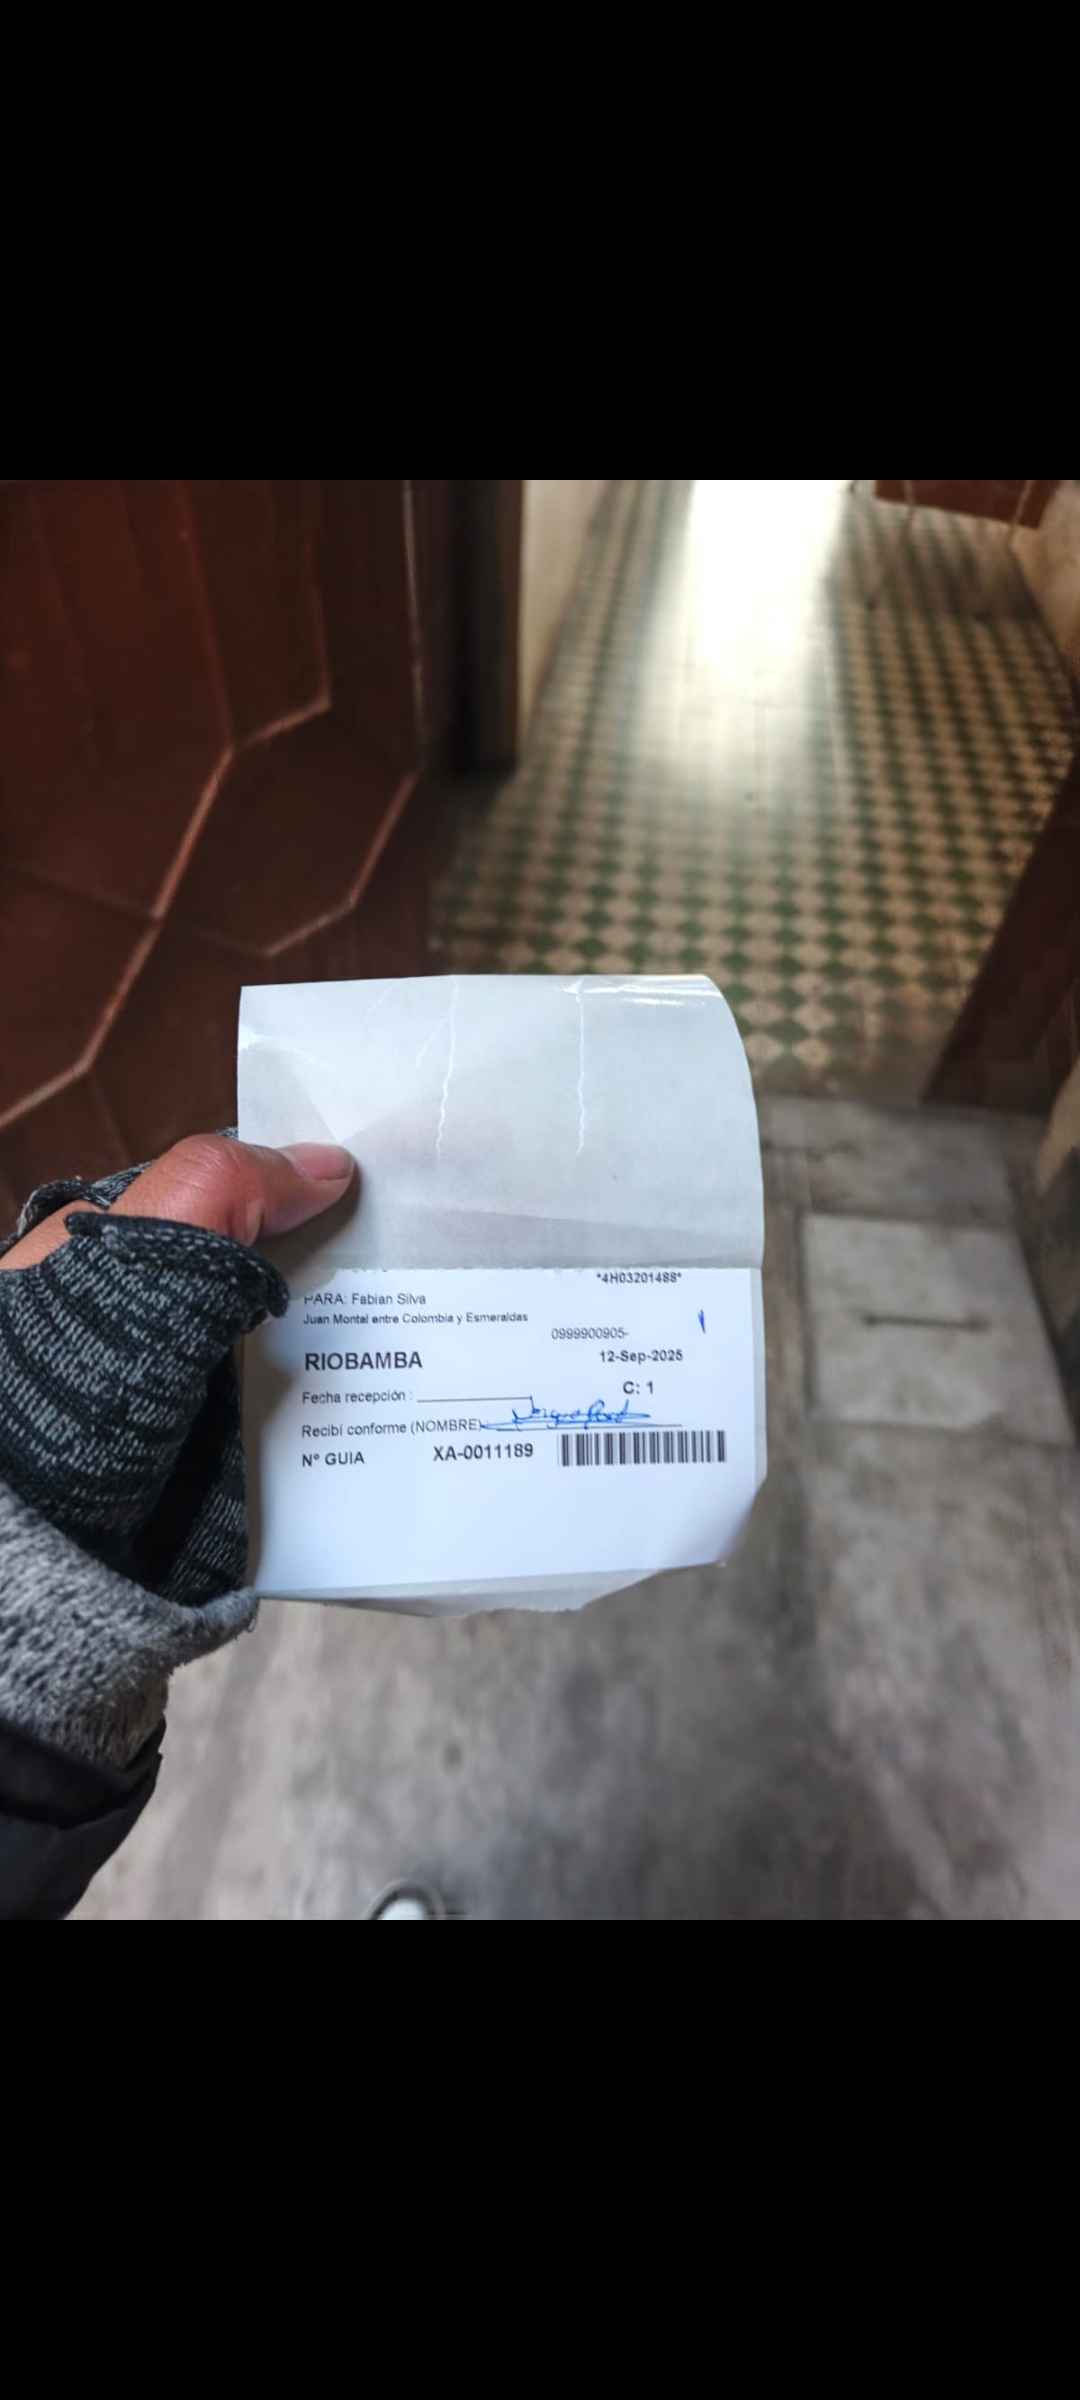 *4H03201488*
PARA: Fabian Silva
Juan Montal entre Colombia y Esmeraldas
0999900905-
RIOBAMBA 12-Sep-2025
Fecha recepción : C: 1
Recibí conforme (NOMBRE)
Nº GUIA XA-0011189